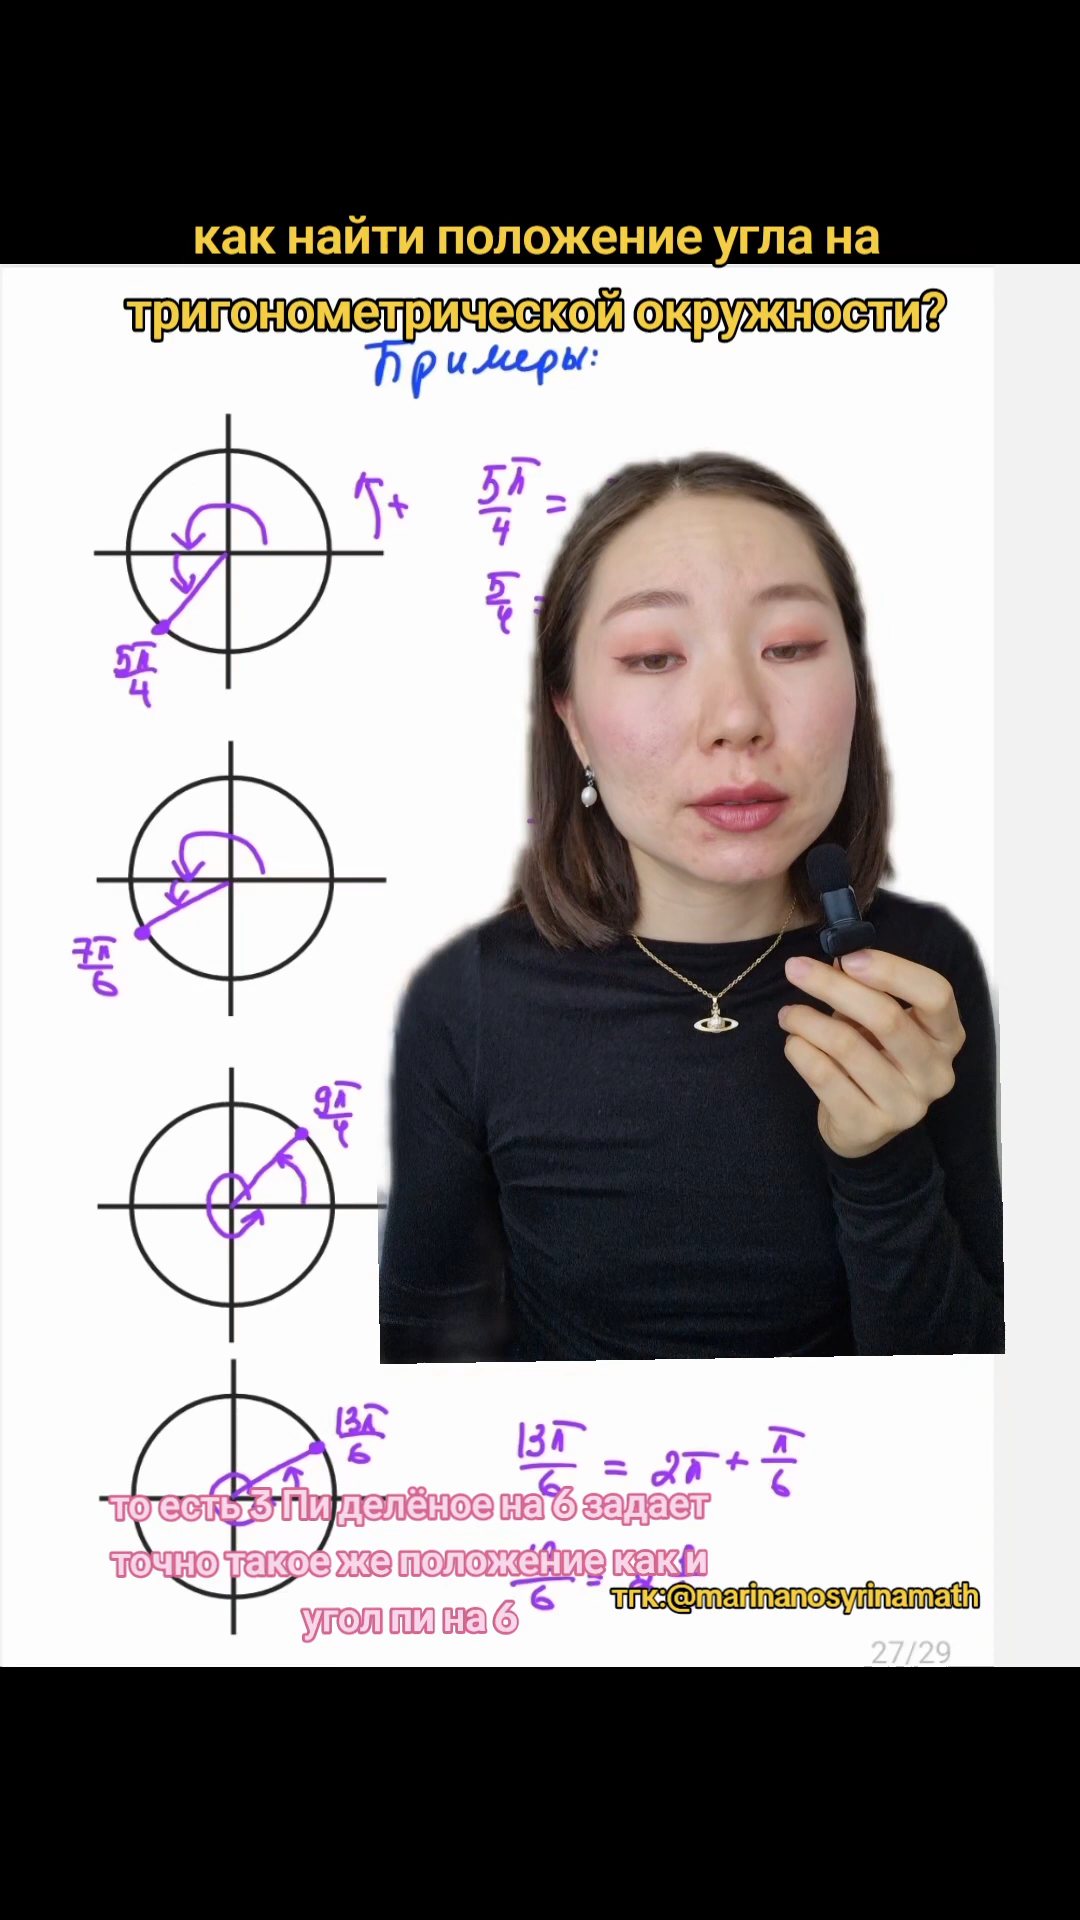 как найти положение угла на
тригонометрической окружности?
Примеры:
+
5π/4 =
5/4 =
5π/4
7π/6
9π/4
13π/6
13π/6 = 2π + π/6
то есть 3 Пи делёное на 6 задает
точно такое же положение как и
угол пи на 6
тгк:@marinanosyrinamath
27/29